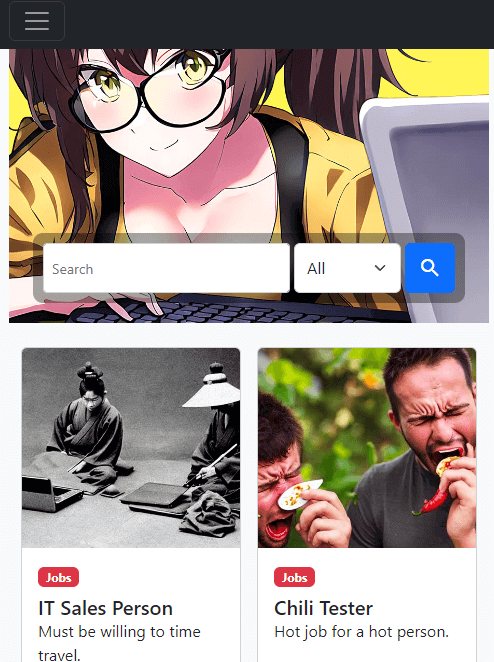 Search
All
Jobs
IT Sales Person
Must be willing to time
travel.
Jobs
Chili Tester
Hot job for a hot person.